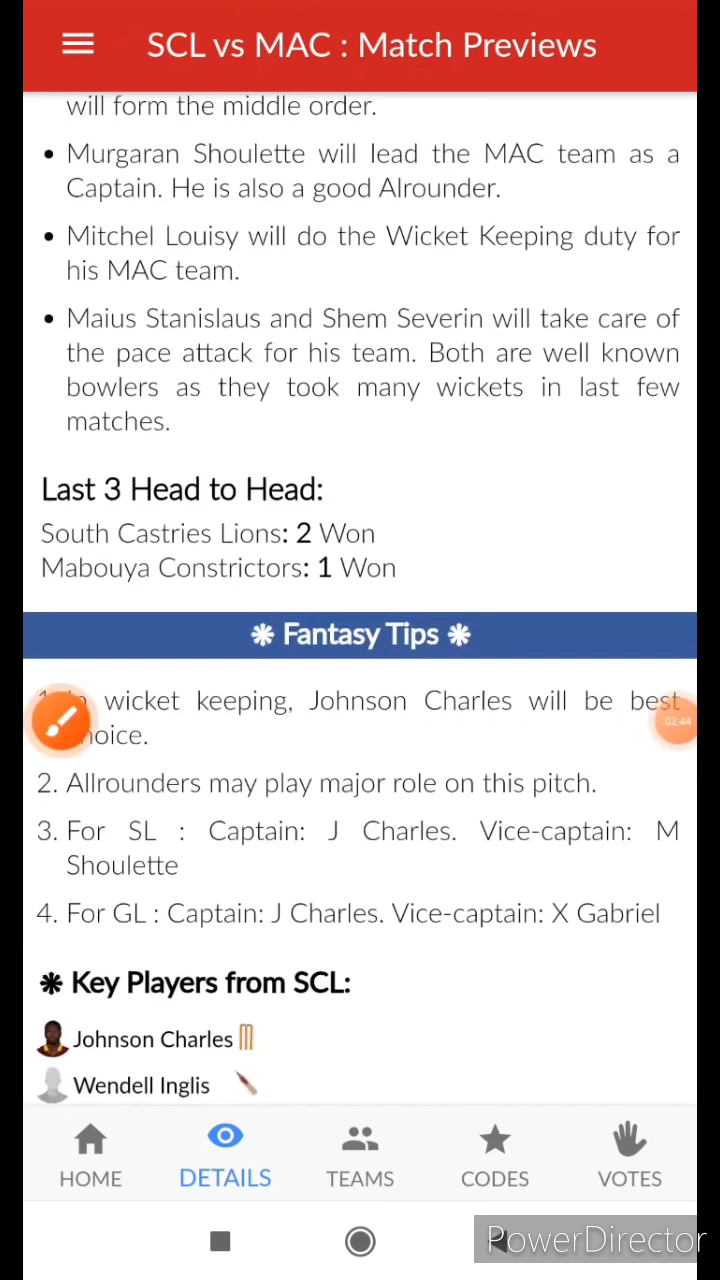 SCL vs MAC : Match Previews
will form the middle order.
• Murgaran Shoulette will lead the MAC team as a
Captain. He is also a good Alrounder.
• Mitchel Louisy will do the Wicket Keeping duty for
his MAC team.
• Maius Stanislaus and Shem Severin will take care of
the pace attack for his team. Both are well known
bowlers as they took many wickets in last few
matches.
Last 3 Head to Head:
South Castries Lions: 2 Won
Mabouya Constrictors: 1 Won
❋ Fantasy Tips ❋
wicket keeping, Johnson Charles will be best
02:44
2. Allrounders may play major role on this pitch.
3. For SL : Captain: J Charles. Vice-captain: M
Shoulette
4. For GL : Captain: J Charles. Vice-captain: X Gabriel
❋ Key Players from SCL:
Johnson Charles
Wendell Inglis
HOME
DETAILS
TEAMS
CODES
VOTES
PowerDirector